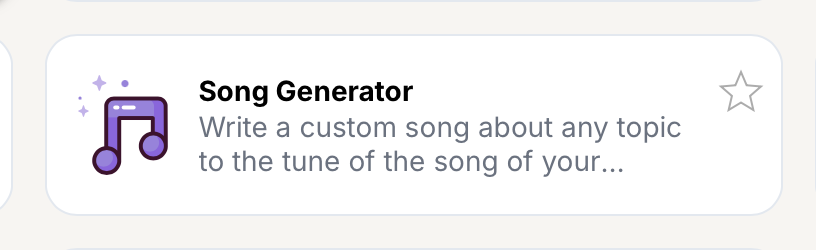 Song Generator
Write a custom song about any topic
to the tune of the song of your...